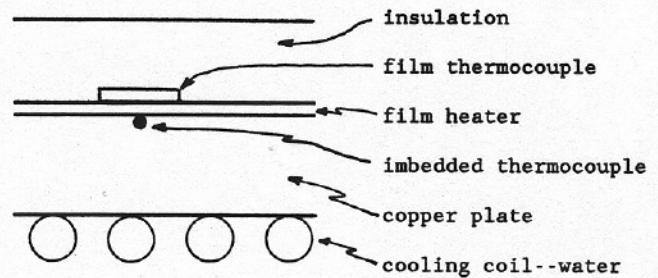 insulation
film thermocouple
film heater
imbedded thermocouple
copper plate
cooling coil--water